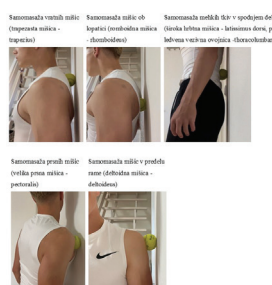 Samomasaža vratnih mišic
(trapezasta mišica -
trapezius)
Samomasaža mišic ob
lopatici (romboidna mišica
- rhomboideus)
Samomasaža mehkih tkiv v spodnjem del
(široka hrbtna mišica - latissimus dorsi, p
ledvena vezivna ovojnica -thoracolumbar
Samomasaža prsnih mišic
(velika prsna mišica -
pectoralis)
Samomasaža mišic v predelu
rame (deltoidna mišica -
deltoideus)